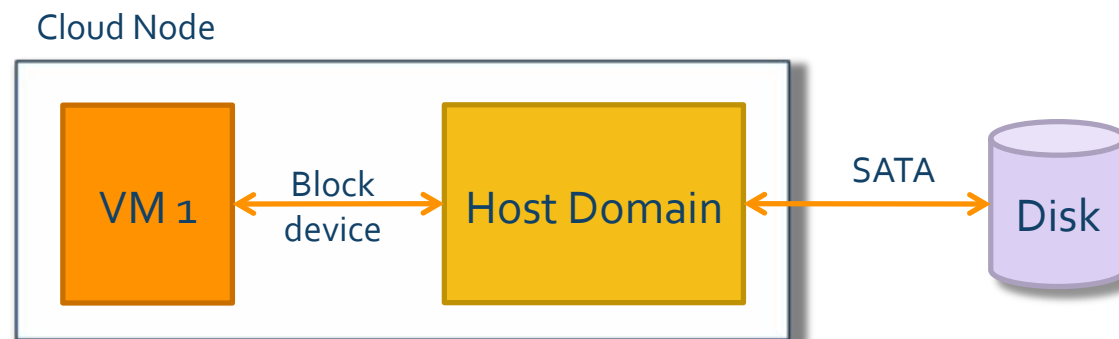 Cloud Node
VM 1
Block
device
Host Domain
SATA
Disk